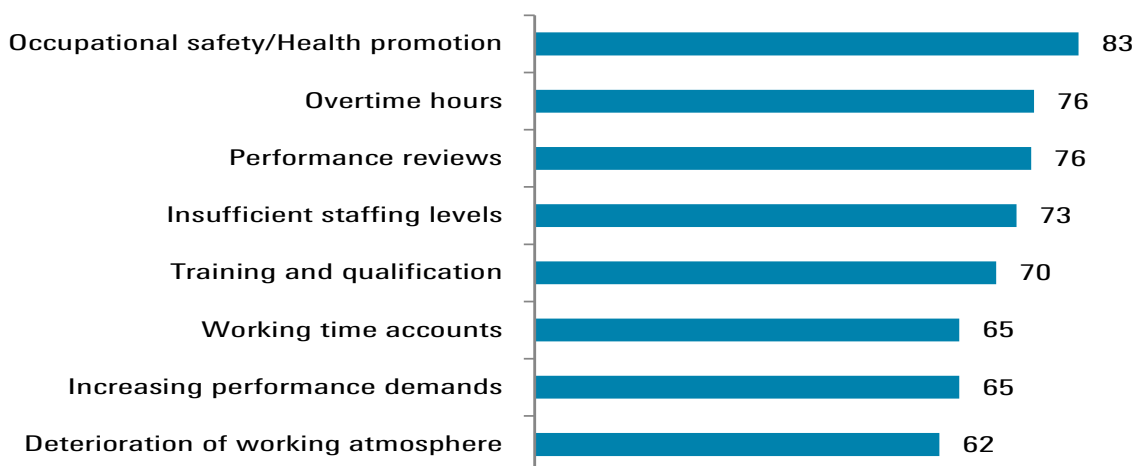 Occupational safety/Health promotion 83
Overtime hours 76
Performance reviews 76
Insufficient staffing levels 73
Training and qualification 70
Working time accounts 65
Increasing performance demands 65
Deterioration of working atmosphere 62